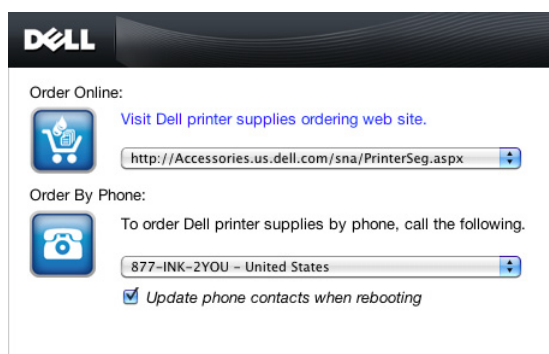 DELL
Order Online:
Visit Dell printer supplies ordering web site.
http://Accessories.us.dell.com/sna/PrinterSeg.aspx
Order By Phone:
To order Dell printer supplies by phone, call the following.
877-INK-2YOU – United States
Update phone contacts when rebooting